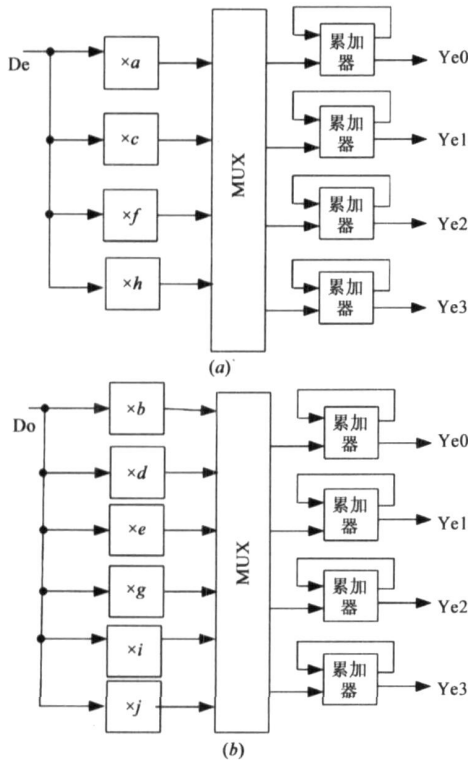 De
×a
×c
×f
×h
MUX
累加
器
Ye0
累加
器
Ye1
累加
器
Ye2
累加
器
Ye3
(a)
Do
×b
×d
×e
×g
×i
×j
MUX
累加
器
Ye0
累加
器
Ye1
累加
器
Ye2
累加
器
Ye3
(b)